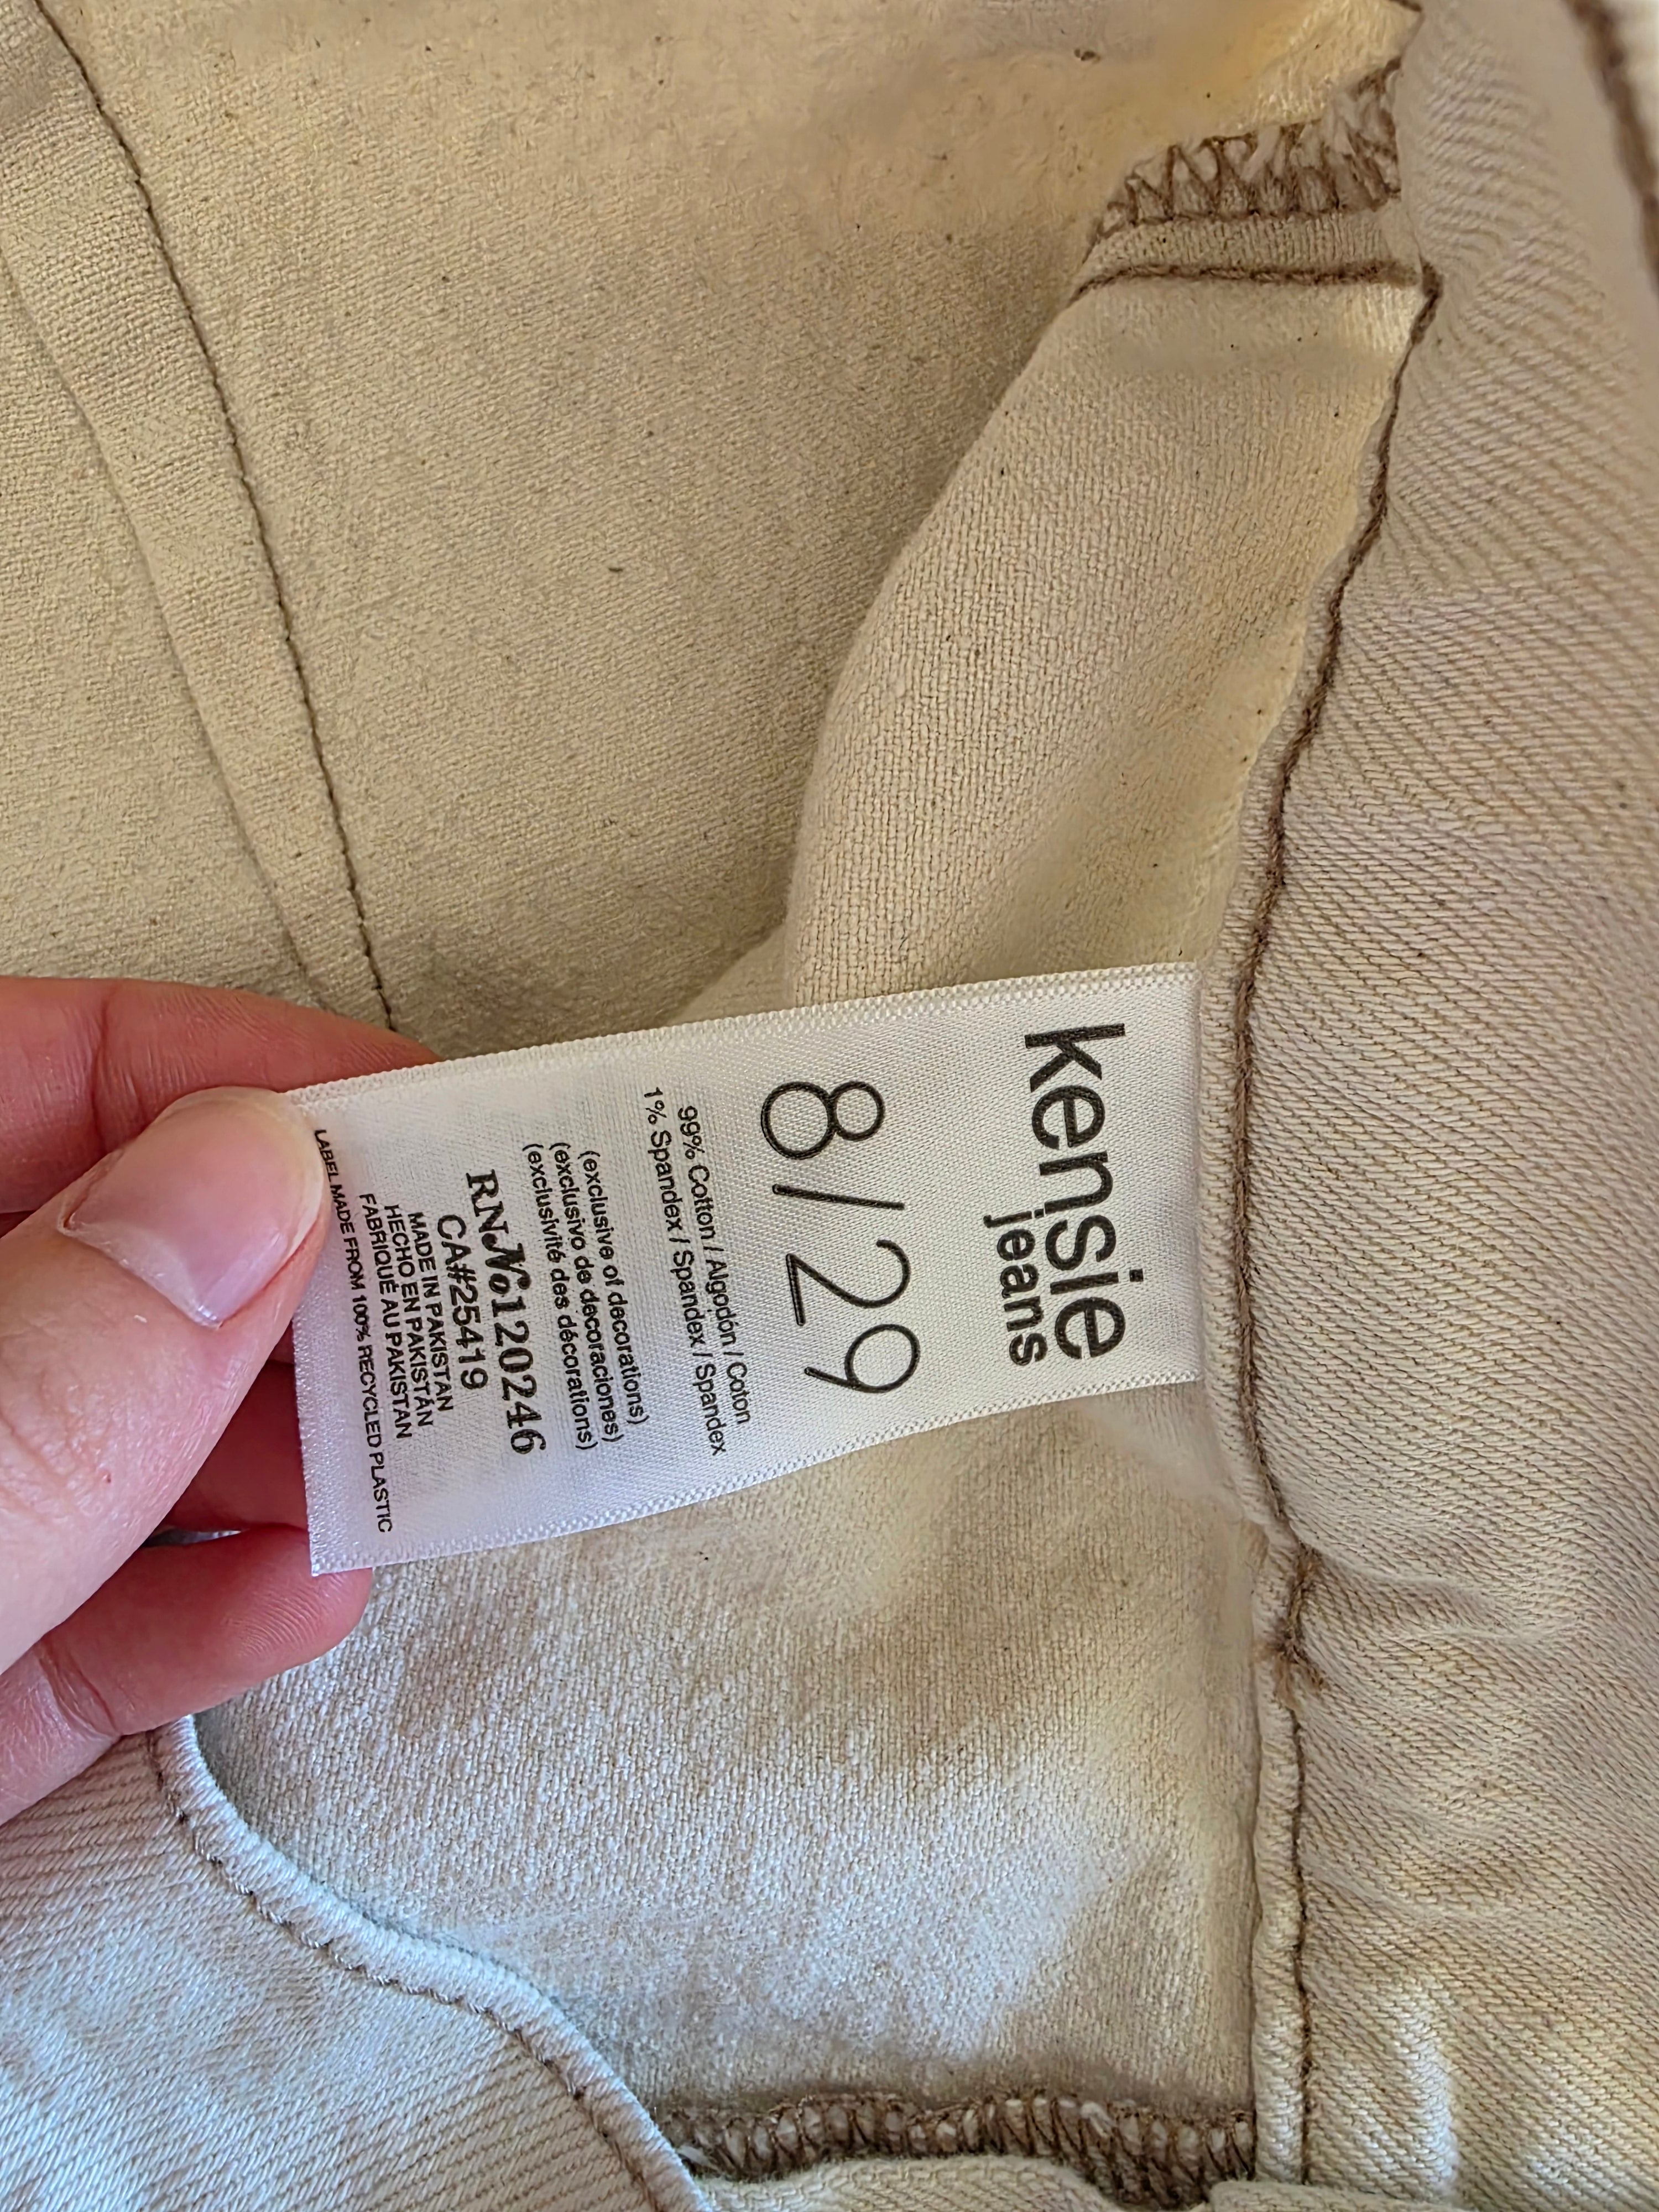 kensie
jeans
8/29
99% Cotton / Algodón / Coton
1% Spandex / Spandex / Spandex
(exclusive of decorations)
(exclusivo de decoraciones)
(exclusivité des décorations)
RN№120246
CA#25419
MADE IN PAKISTAN
HECHO EN PAKISTÁN
FABRIQUÉ AU PAKISTAN
LABEL MADE FROM 100% RECYCLED PLASTIC